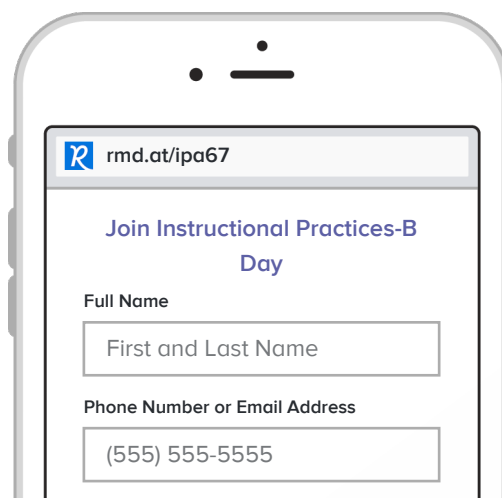 rmd.at/ipa67
Join Instructional Practices-B
Day
Full Name
First and Last Name
Phone Number or Email Address
(555) 555-5555